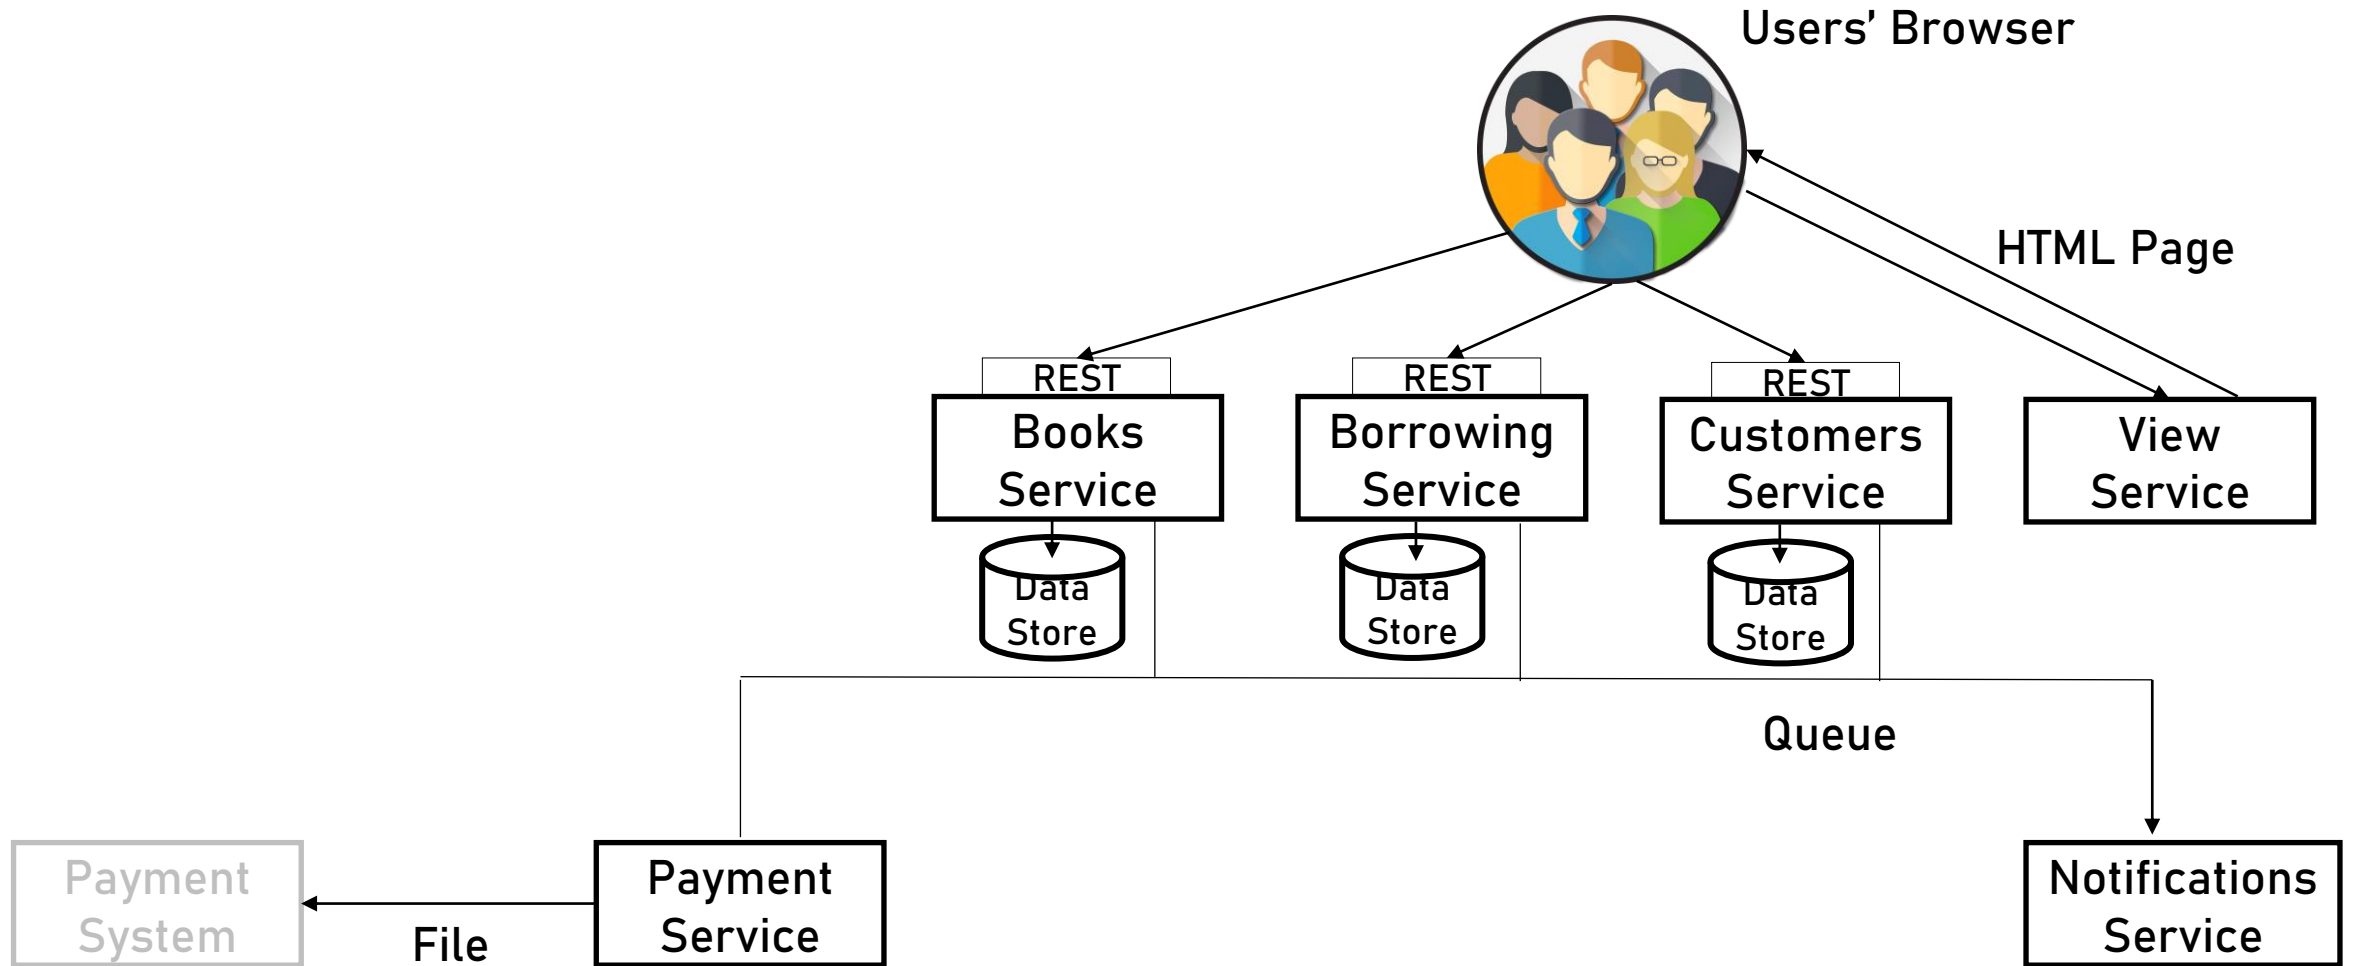 Users’ Browser
HTML Page
REST
REST
REST
Books
Service
Borrowing
Service
Customers
Service
View
Service
Data
Store
Data
Store
Data
Store
Queue
Payment
System
File
Payment
Service
Notifications
Service